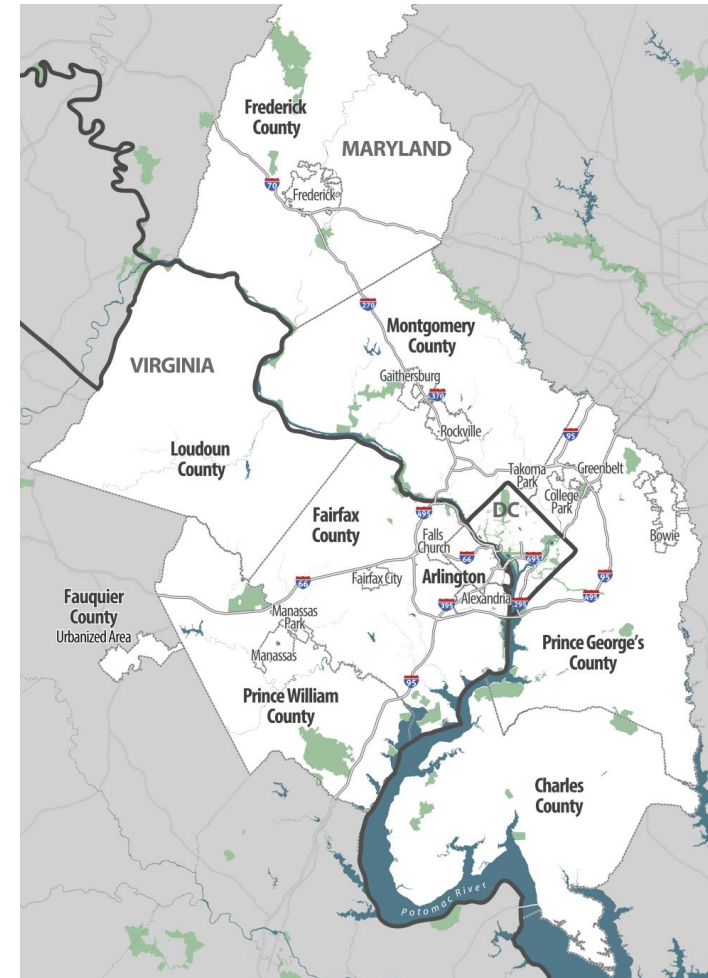 Frederick
County
MARYLAND
70
Frederick
270
Montgomery
County
VIRGINIA
Gaithersburg
370
Rockville
95
Loudoun
County
Takoma
Park
Greenbelt
College
Park
DC
Bowie
495
Fairfax
County
Falls
Church
66
695
Arlington
Fairfax City
66
95
Alexandria
395
295
495
Fauquier
County
Urbanized Area
Manassas
Park
Manassas
Prince George's
County
95
Prince William
County
Charles
County
Potomac River